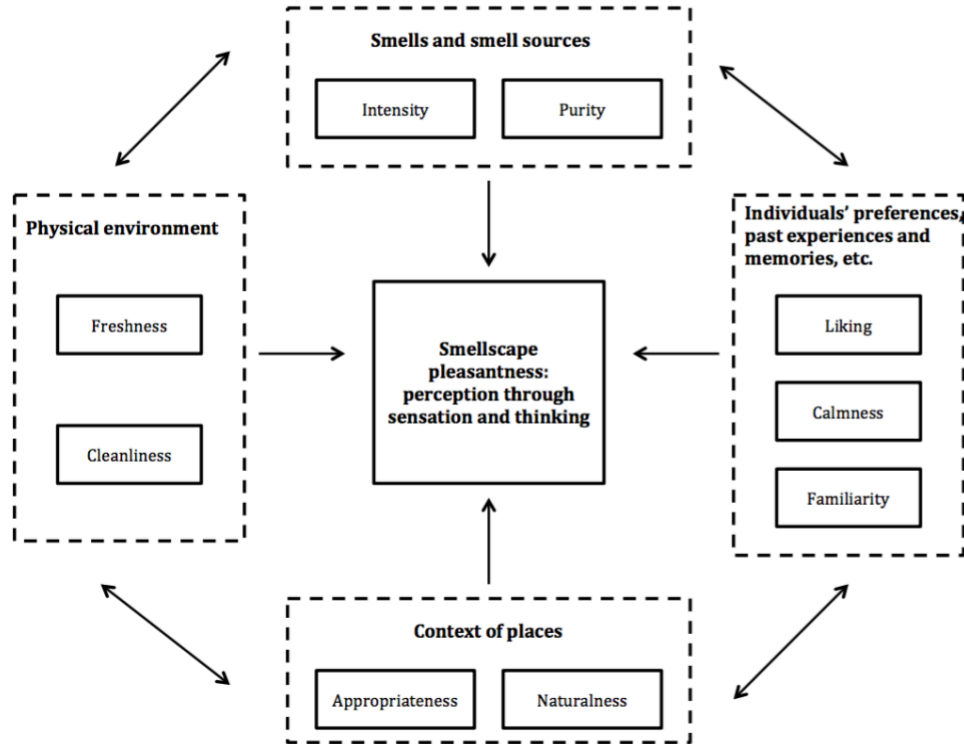 Smells and smell sources
Intensity
Purity
Physical environment
Freshness
Cleanliness
Smellscape
pleasantness:
perception through
sensation and thinking
Individuals' preferences,
past experiences and
memories, etc.
Liking
Calmness
Familiarity
Context of places
Appropriateness
Naturalness